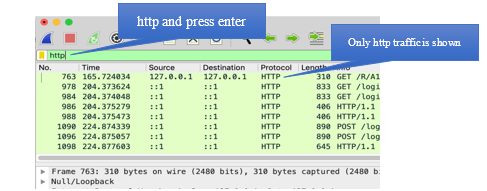 http and press enter
http
Only http traffic is shown
No. Time Source Destination Protocol Length
763 165.724034 127.0.0.1 127.0.0.1 HTTP 310 GET /R/A1
978 204.373624 ::1 ::1 HTTP 833 GET /logi
984 204.374048 ::1 ::1 HTTP 833 GET /logi
986 204.375279 ::1 ::1 HTTP 406 HTTP/1.1
988 204.375473 ::1 ::1 HTTP 406 HTTP/1.1
1090 224.874339 ::1 ::1 HTTP 890 POST /log
1096 224.875057 ::1 ::1 HTTP 890 POST /log
1098 224.877603 ::1 ::1 HTTP 645 HTTP/1.1
Frame 763: 310 bytes on wire (2480 bits), 310 bytes captured (2480 bi
Null/Loopback